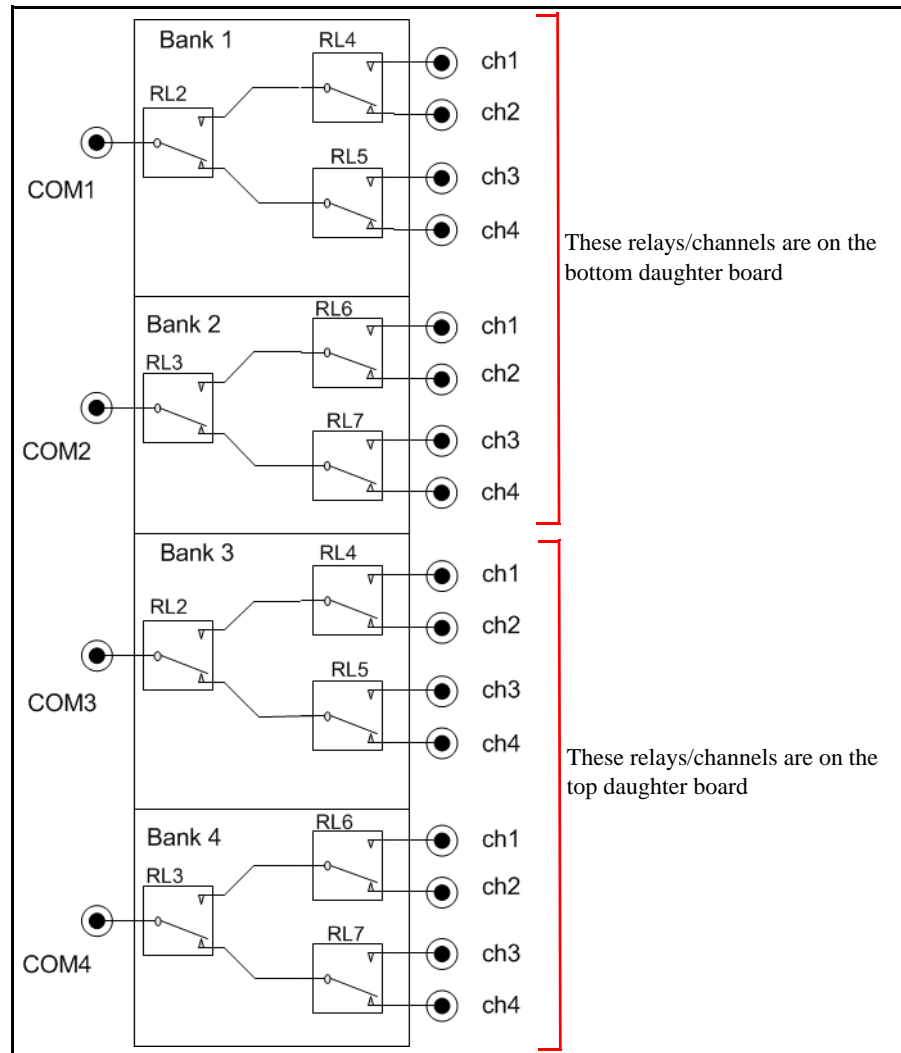 Bank 1
RL4
ch1
RL2
ch2
COM1
RL5
ch3
ch4
These relays/channels are on the
bottom daughter board
Bank 2
RL6
ch1
RL3
ch2
COM2
RL7
ch3
ch4
Bank 3
RL4
ch1
RL2
ch2
COM3
RL5
ch3
ch4
These relays/channels are on the
top daughter board
Bank 4
RL6
ch1
RL3
ch2
COM4
RL7
ch3
ch4